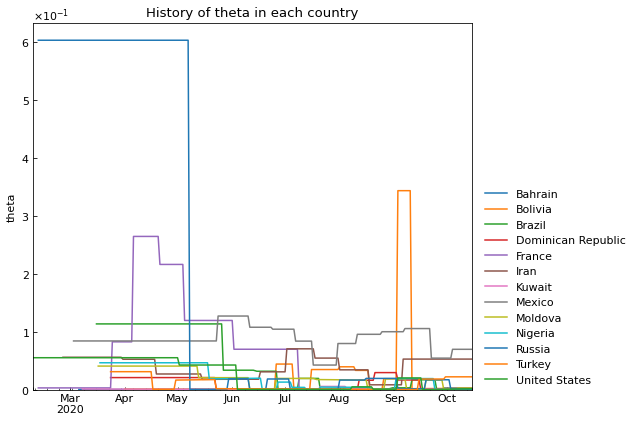 History of theta in each country
×10⁻¹
6
5
4
3
2
1
0
theta
Mar Apr May Jun Jul Aug Sep Oct
2020
Bahrain
Bolivia
Brazil
Dominican Republic
France
Iran
Kuwait
Mexico
Moldova
Nigeria
Russia
Turkey
United States